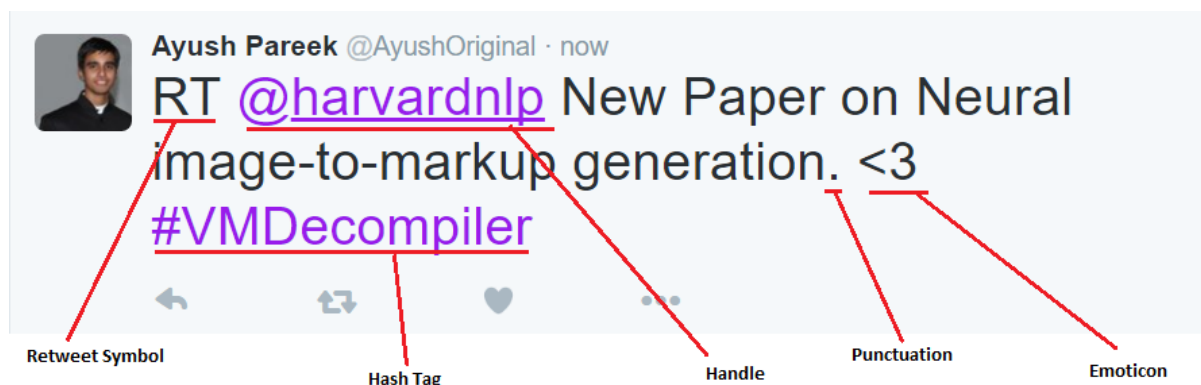 Ayush Pareek @AyushOriginal · now
RT @harvardnlp New Paper on Neural
image-to-markup generation. <3
#VMDecompiler
Retweet Symbol
Hash Tag
Handle
Punctuation
Emoticon